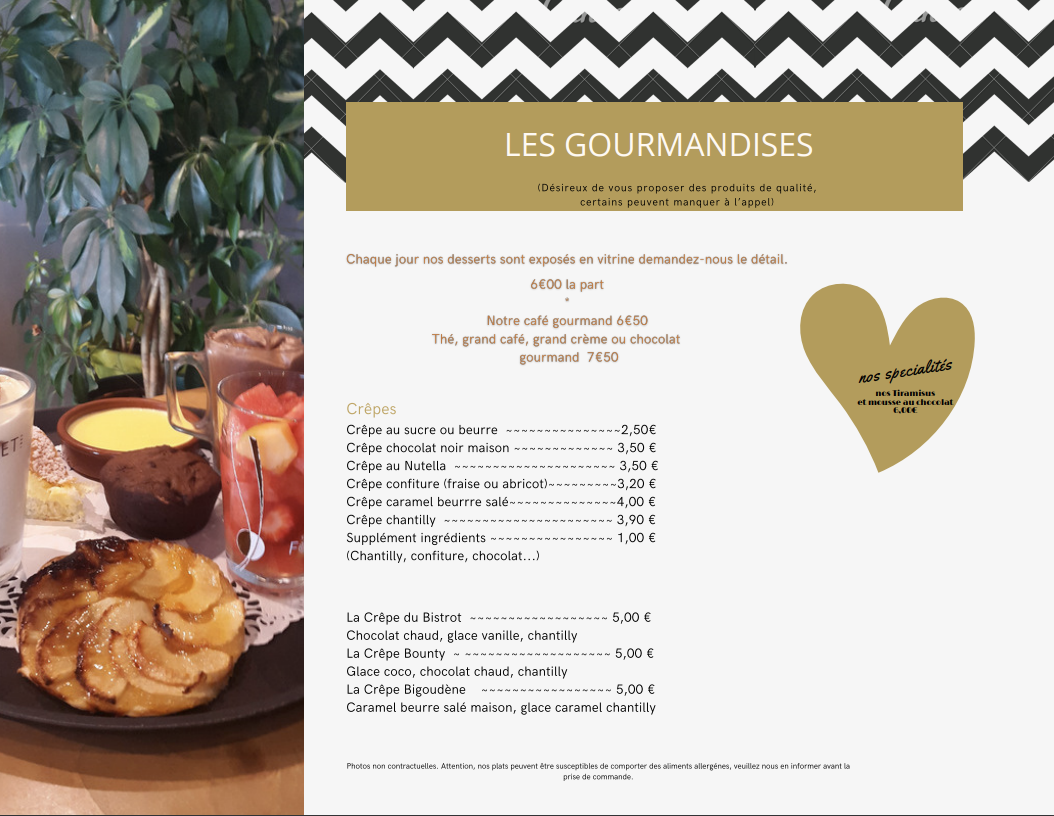 LES GOURMANDISES
(Désireux de vous proposer des produits de qualité,
certains peuvent manquer à l'appel)
Chaque jour nos desserts sont exposés en vitrine demandez-nous le détail.
6€00 la part
*
Notre café gourmand 6€50
Thé, grand café, grand crème ou chocolat
gourmand 7€50
nos specialités
nos Tiramisus
et mousse au chocolat
6,00€
Crêpes
Crêpe au sucre ou beurre ~~~~~~~~~~~~~~~2,50€
Crêpe chocolat noir maison ~~~~~~~~~~~~~ 3,50 €
Crêpe au Nutella ~~~~~~~~~~~~~~~~~~~~~ 3,50 €
Crêpe confiture (fraise ou abricot)~~~~~~~~~3,20 €
Crêpe caramel beurrre salé~~~~~~~~~~~~~~4,00 €
Crêpe chantilly ~~~~~~~~~~~~~~~~~~~~~~ 3,90 €
Supplément ingrédients ~~~~~~~~~~~~~~~~ 1,00 €
(Chantilly, confiture, chocolat...)
La Crêpe du Bistrot ~~~~~~~~~~~~~~~~~~ 5,00 €
Chocolat chaud, glace vanille, chantilly
La Crêpe Bounty ~ ~~~~~~~~~~~~~~~~~~~ 5,00 €
Glace coco, chocolat chaud, chantilly
La Crêpe Bigoudène ~~~~~~~~~~~~~~~~~ 5,00 €
Caramel beurre salé maison, glace caramel chantilly
Photos non contractuelles. Attention, nos plats peuvent être susceptibles de comporter des aliments allergénes, veuillez nous en informer avant la
prise de commande.